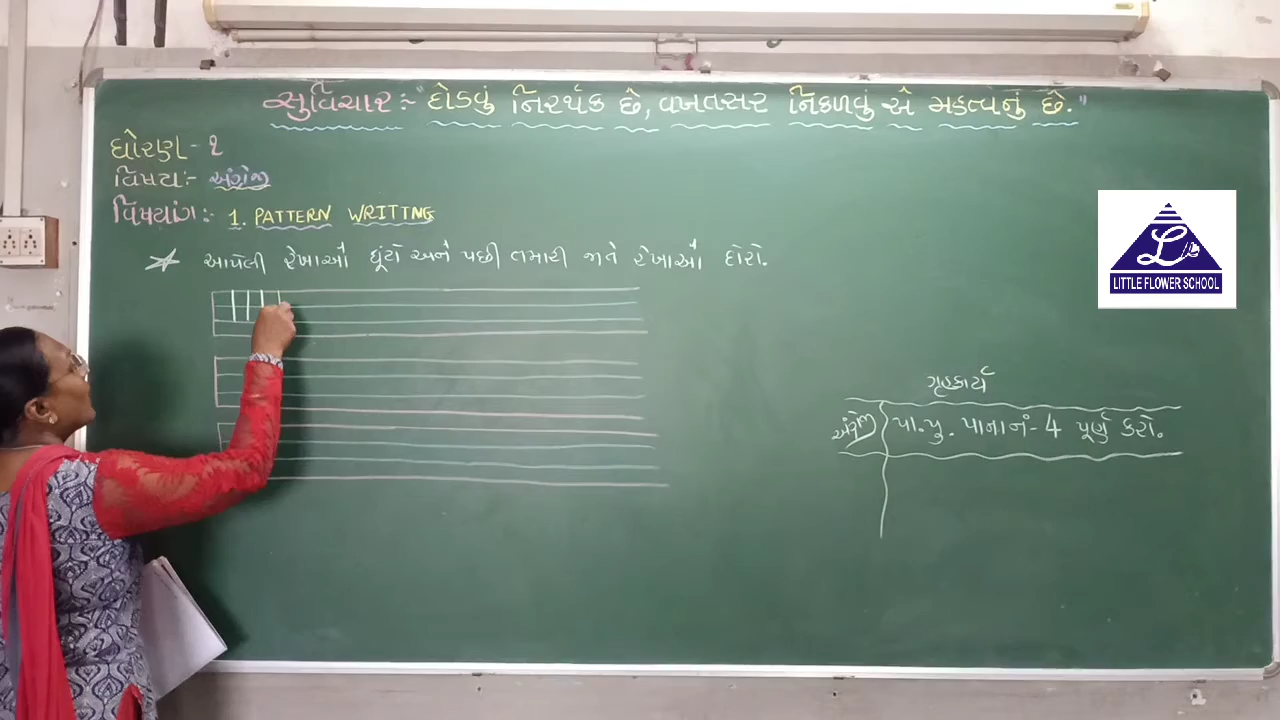 સુવિચાર:- "દોડવું નિરર્થક છે, વખતસર નિકળવું એ મહત્વનું છે."
ધોરણ - ૧
વિષય:- અંગ્રેજી
વિષયાંગ:- 1. PATTERN WRITING
આપેલી રેખાઓ ઘૂંટો અને પછી તમારી જાતે રેખાઓ દોરો.
LITTLE FLOWER SCHOOL
ગૃહકાર્ય
અંગ્રેજી પા.પુ. પાના નં- 4 પૂર્ણ કરો.